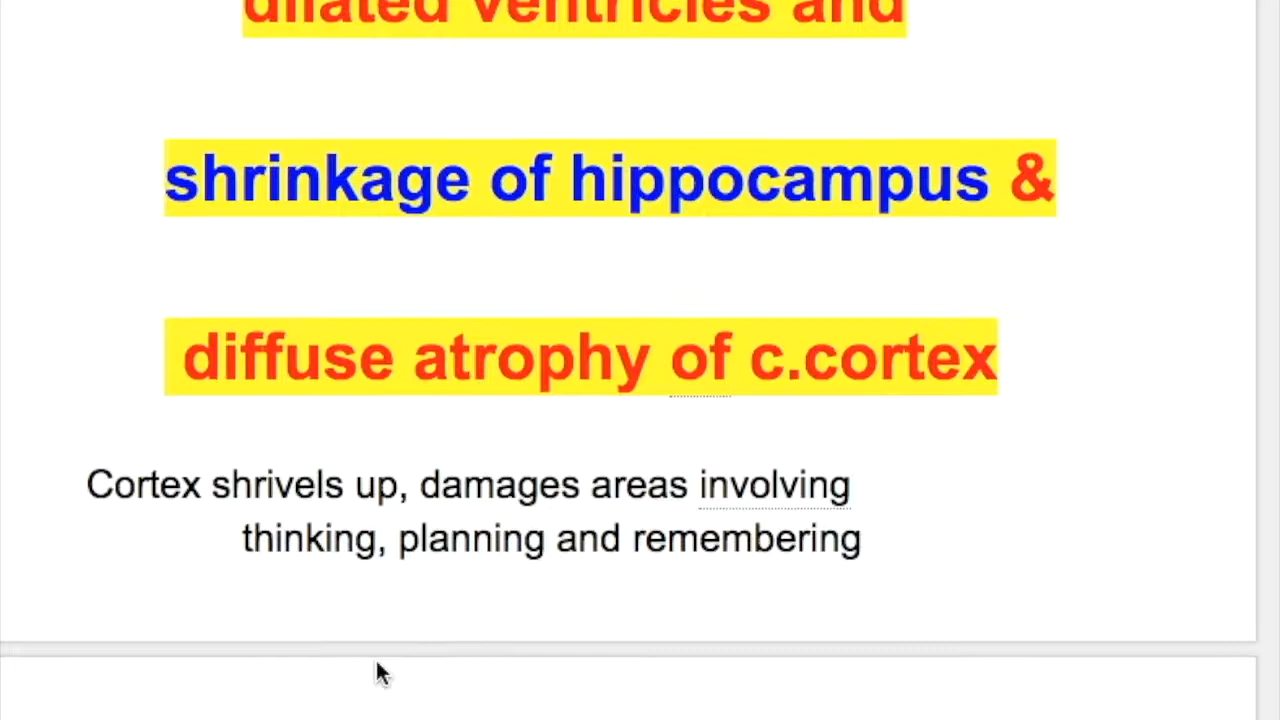 dilated ventricles and
shrinkage of hippocampus &
diffuse atrophy of c.cortex
Cortex shrivels up, damages areas involving
thinking, planning and remembering